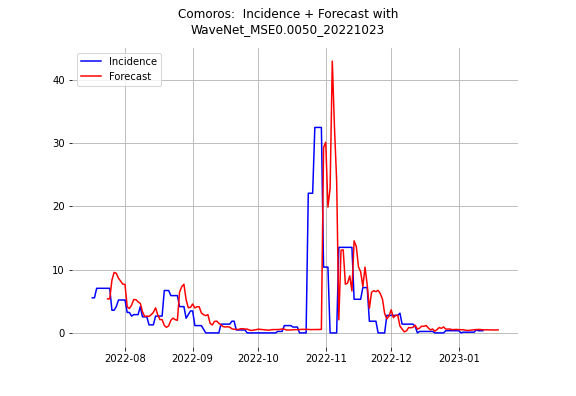 Comoros:  Incidence + Forecast with
WaveNet_MSE0.0050_20221023
Incidence
Forecast
40
30
20
10
0
2022-08
2022-09
2022-10
2022-11
2022-12
2023-01